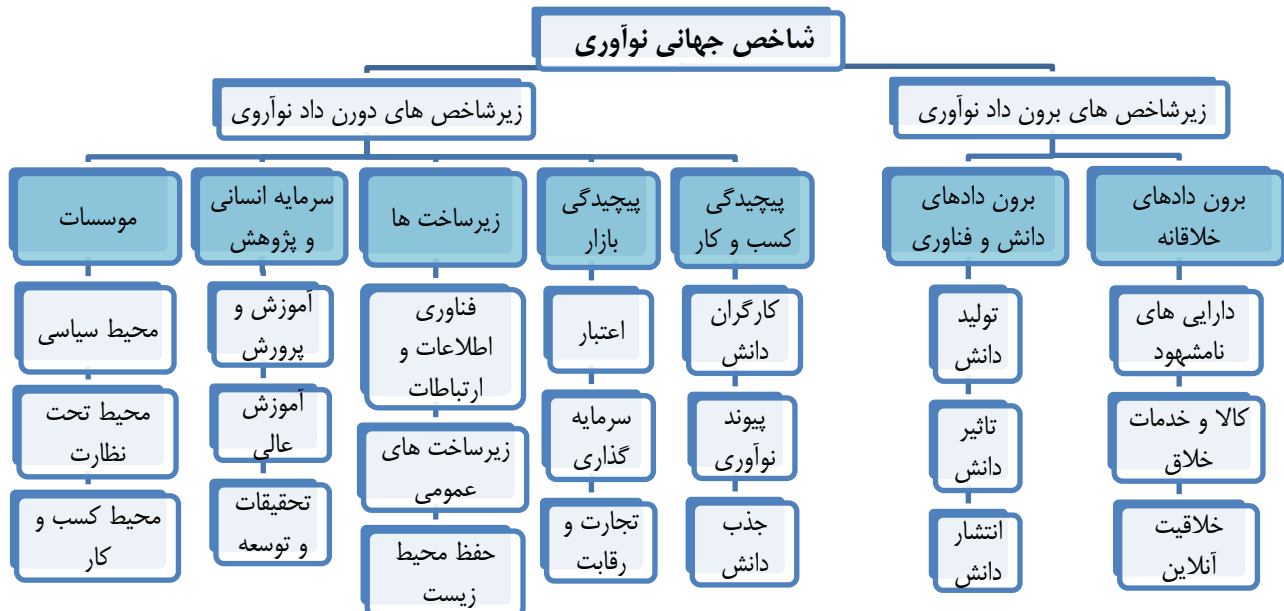 شاخص جهانی نوآوری
زیرشاخص های برون داد نوآوری
زیرشاخص های دورن داد نوآروی
برون دادهای
خلاقانه
برون دادهای
دانش و فناوری
پیچیدگی
کسب و کار
پیچیدگی
بازار
زیرساخت ها
سرمایه انسانی
و پژوهش
موسسات
دارایی های
نامشهود
کالا و خدمات
خلاق
خلاقیت
آنلاین
تولید
دانش
تاثیر
دانش
انتشار
دانش
کارگران
دانش
پیوند
نوآوری
جذب
دانش
اعتبار
سرمایه
گذاری
تجارت و
رقابت
فناوری
اطلاعات و
ارتباطات
زیرساخت های
عمومی
حفظ محیط
زیست
آموزش و
پرورش
آموزش
عالی
تحقیقات
و توسعه
محیط سیاسی
محیط تحت
نظارت
محیط کسب و
کار